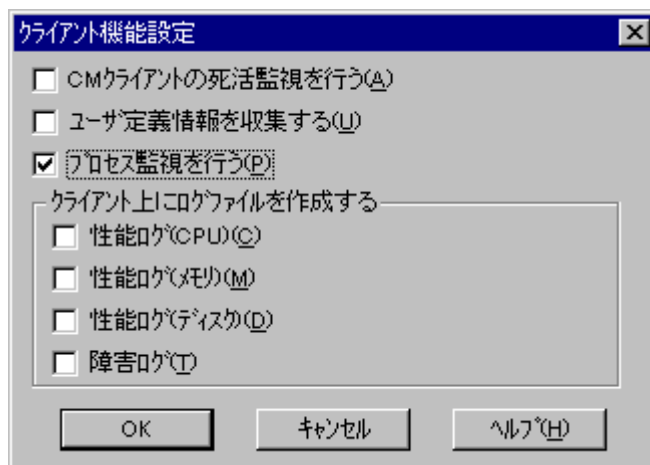 クライアント機能設定
CMクライアントの死活監視を行う(A)
ユーザ定義情報を収集する(U)
プロセス監視を行う(P)
クライアント上にログファイルを作成する
性能ログ(CPU)(C)
性能ログ(メモリ)(M)
性能ログ(ディスク)(D)
障害ログ(T)
OK キャンセル ヘルプ(H)